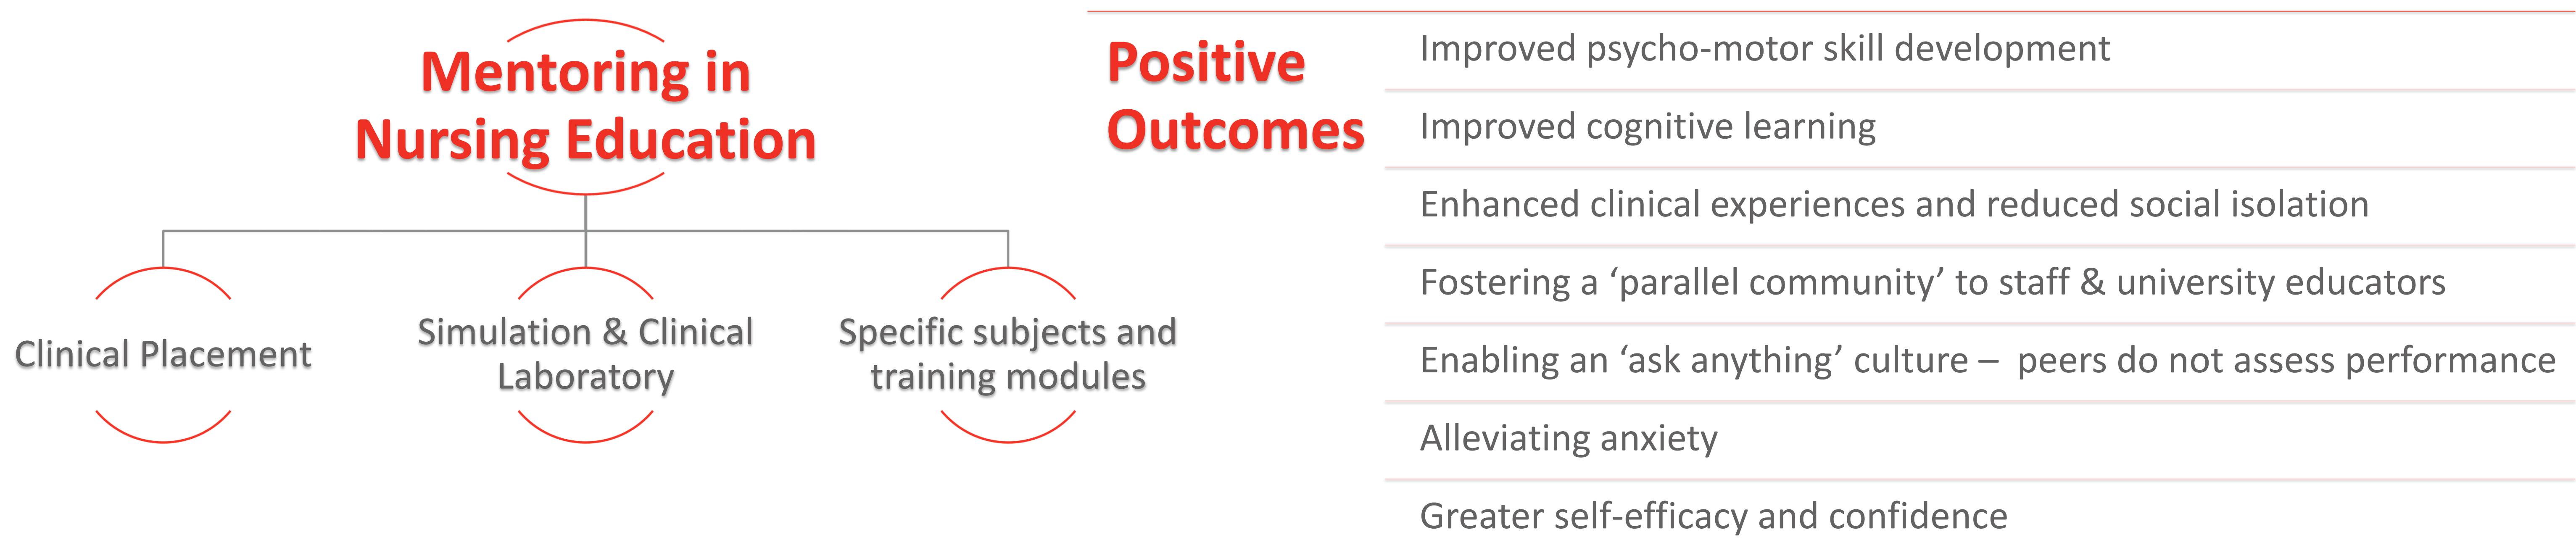 Mentoring in
Nursing Education
Clinical Placement
Simulation & Clinical
Laboratory
Specific subjects and
training modules
Positive
Outcomes
Improved psycho-motor skill development
Improved cognitive learning
Enhanced clinical experiences and reduced social isolation
Fostering a ‘parallel community’ to staff & university educators
Enabling an ‘ask anything’ culture – peers do not assess performance
Alleviating anxiety
Greater self-efficacy and confidence